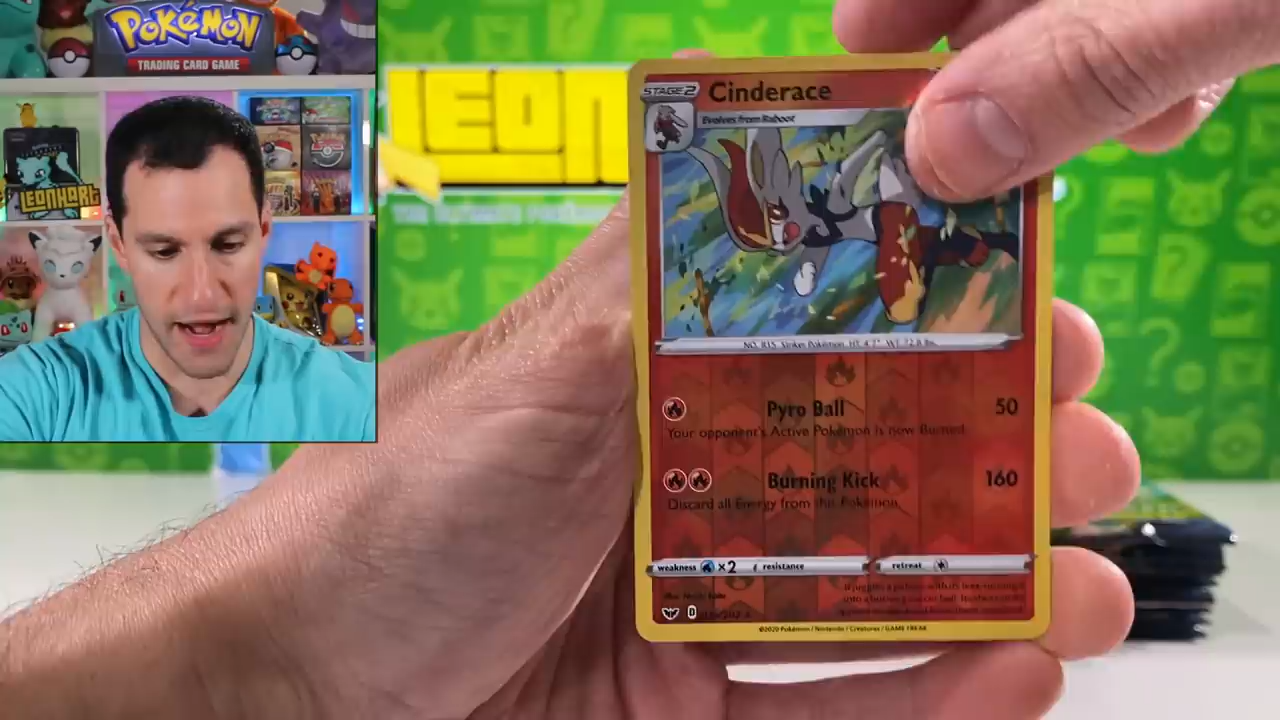 POKéMON
TRADING CARD GAME
LEONHART
LEON
STAGE 2
Cinderace
Evolves from Raboot
Pyro Ball 50
Your opponent's Active Pokémon is now Burned.
Burning Kick 160
Discard all Energy from this Pokémon.
weakness ×2 resistance retreat
©2020 Pokémon / Nintendo / Creatures / GAME FREAK